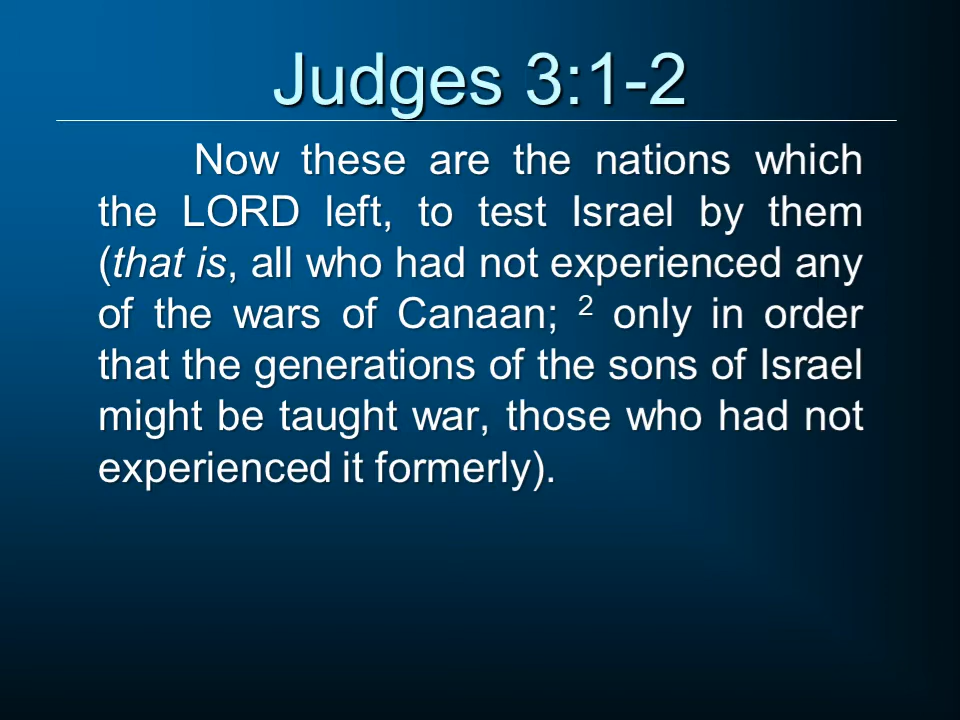 Judges 3:1-2
Now these are the nations which
the LORD left, to test Israel by them
(that is, all who had not experienced any
of the wars of Canaan; 2 only in order
that the generations of the sons of Israel
might be taught war, those who had not
experienced it formerly).